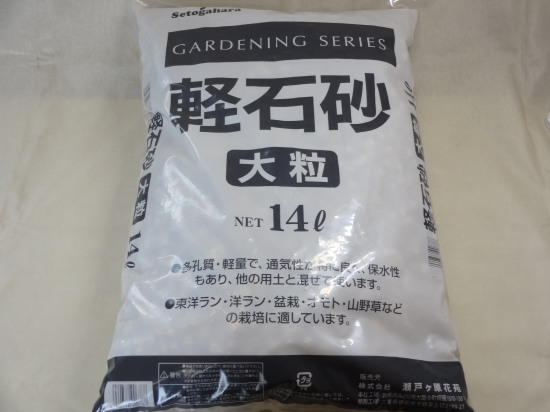 Setogahara
GARDENING SERIES
軽石砂
大粒
NET 14ℓ
軽石砂 大粒 14ℓ
●多孔質・軽量で、通気性が特に良く、保水性
もあり、他の用土と混ぜて使います。
●東洋ラン・洋ラン・盆栽・オモト・山野草など
の栽培に適しています。
販売元
株式会社 瀬戸ヶ原花苑